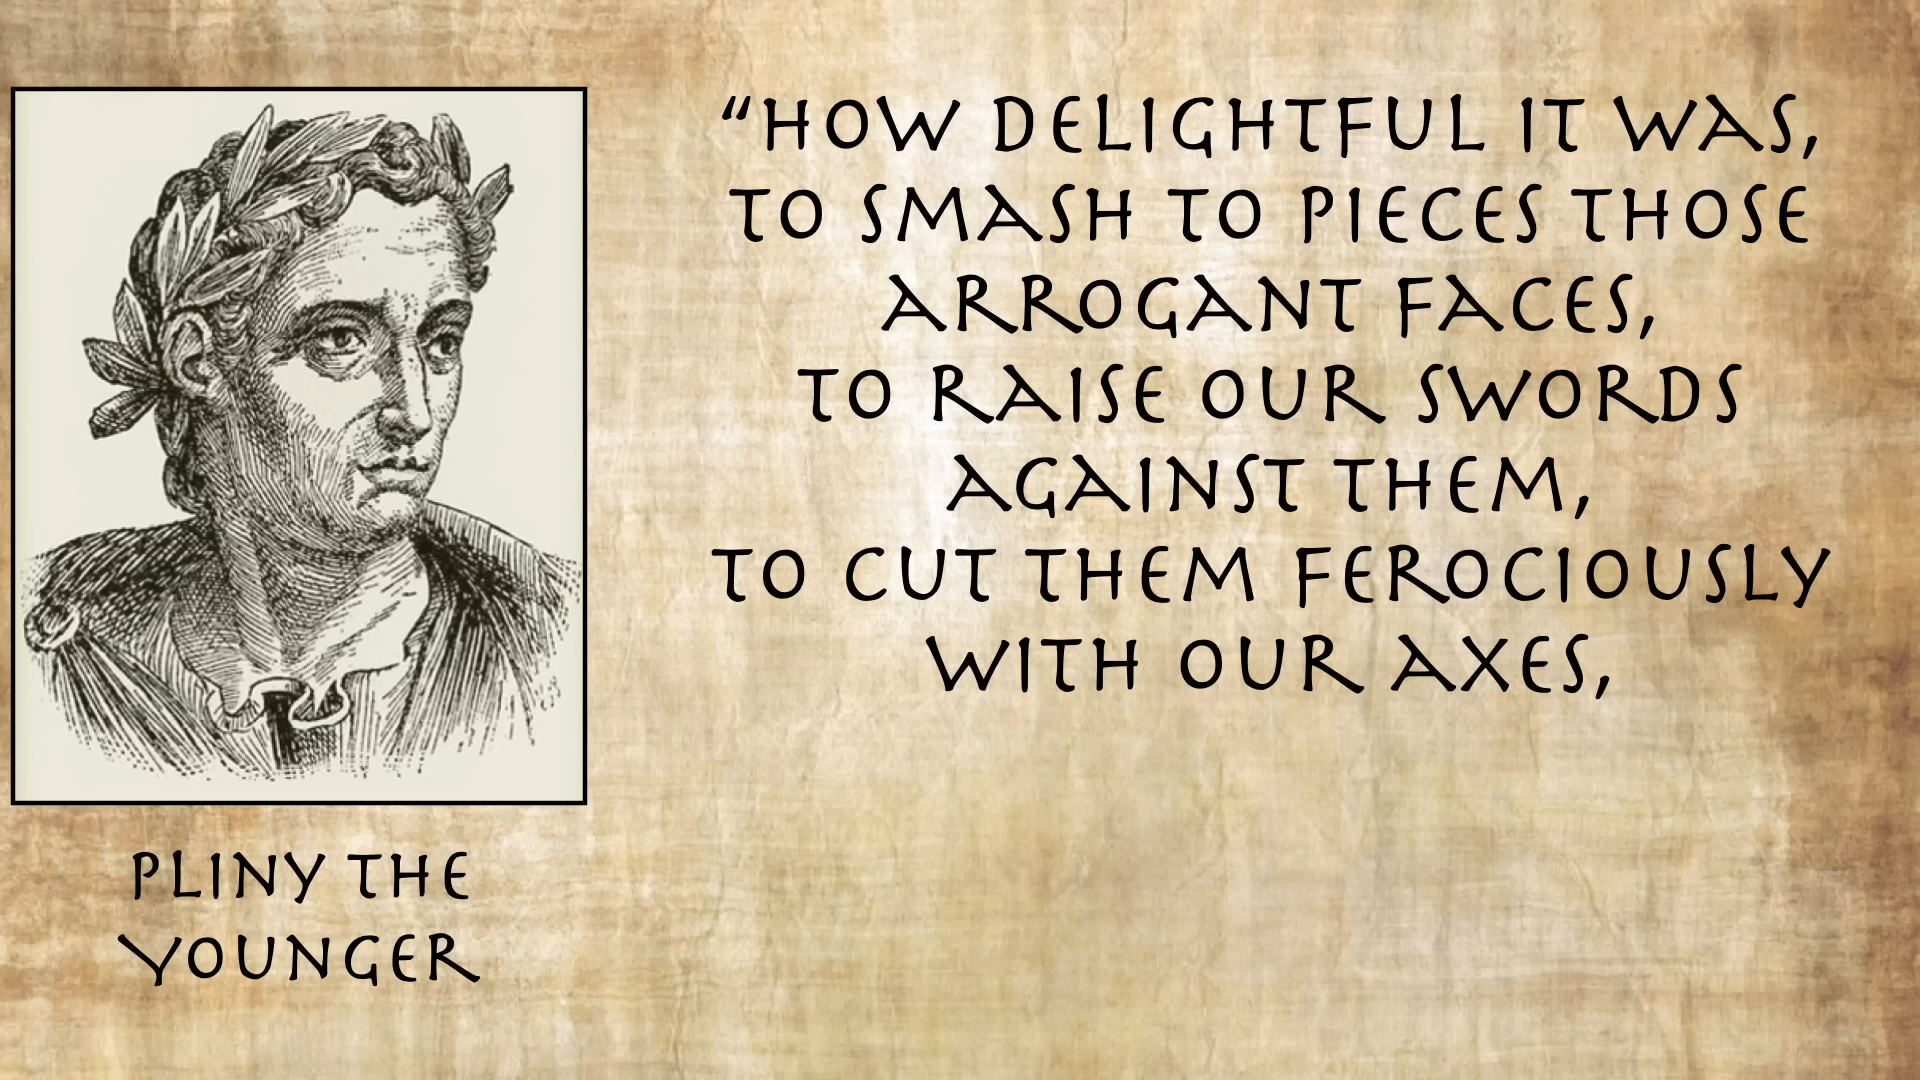 “HOW DELIGHTFUL IT WAS,
TO SMASH TO PIECES THOSE
ARROGANT FACES,
TO RAISE OUR SWORDS
AGAINST THEM,
TO CUT THEM FEROCIOUSLY
WITH OUR AXES,
PLINY THE
YOUNGER